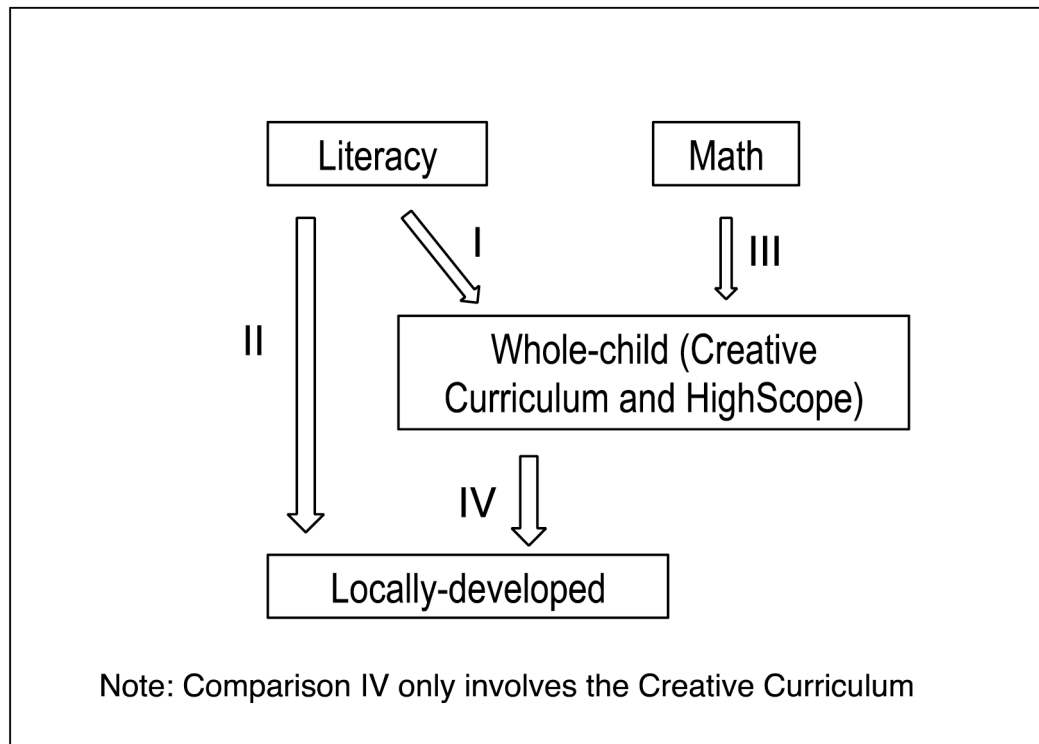 Literacy
Math
I
III
II
Whole-child (Creative
Curriculum and HighScope)
IV
Locally-developed
Note: Comparison IV only involves the Creative Curriculum